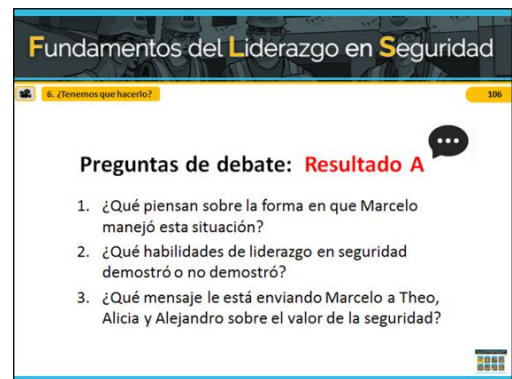 Fundamentos del Liderazgo en Seguridad
6. ¿Tenemos que hacerlo?
106
Preguntas de debate: Resultado A
1. ¿Qué piensan sobre la forma en que Marcelo
manejó esta situación?
2. ¿Qué habilidades de liderazgo en seguridad
demostró o no demostró?
3. ¿Qué mensaje le está enviando Marcelo a Theo,
Alicia y Alejandro sobre el valor de la seguridad?